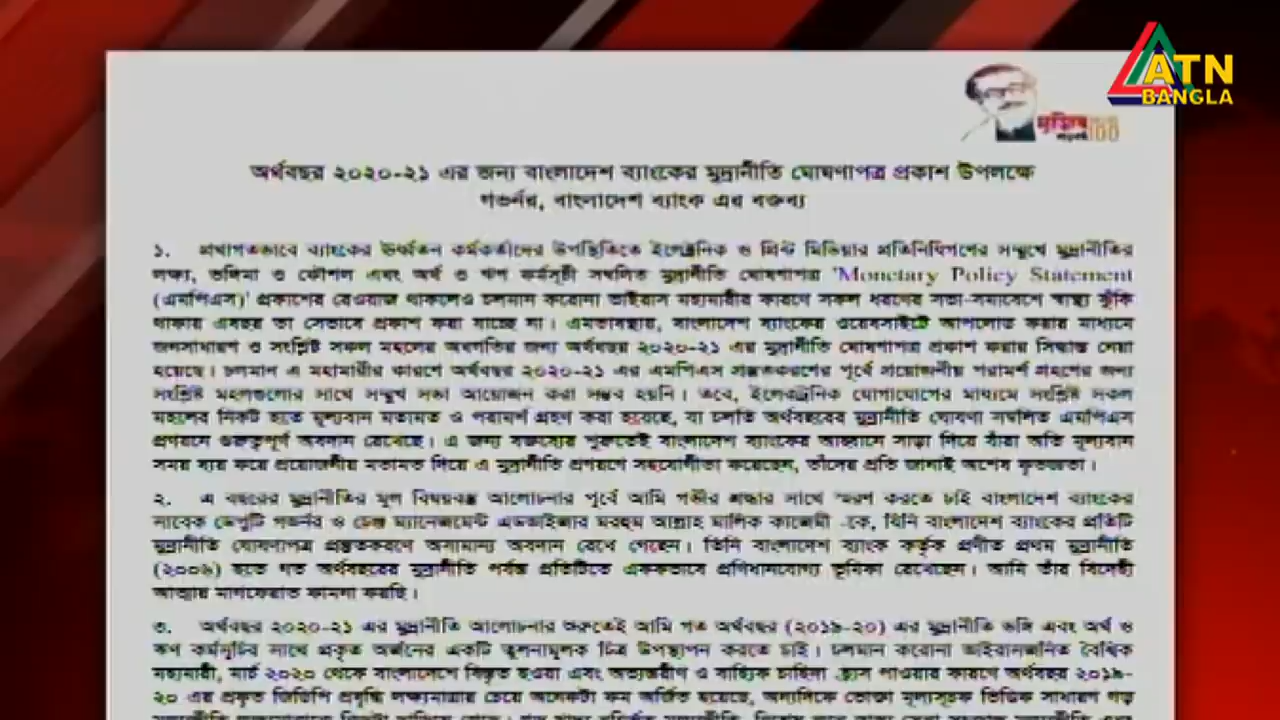 ATN
BANGLA
মুজিব
100
অর্থবছর ২০২০-২১ এর জন্য বাংলাদেশ ব্যাংকের মুদ্রানীতি ঘোষণাপত্র প্রকাশ উপলক্ষে
গভর্নর, বাংলাদেশ ব্যাংক এর বক্তব্য
১. প্রথাগতভাবে ব্যাংকের উর্ধ্বতন কর্মকর্তাদের উপস্থিতিতে ইলেক্ট্রনিক ও প্রিন্ট মিডিয়ার প্রতিনিধিগণের সম্মুখে মুদ্রানীতির
লক্ষ্য, ভঙ্গিমা ও কৌশল এবং অর্থ ও ঋণ কর্মসূচী সম্বলিত মুদ্রানীতি ঘোষণাপত্র 'Monetary Policy Statement
(এমপিএস)' প্রকাশের রেওয়াজ থাকলেও চলমান করোনা ভাইরাস মহামারীর কারণে সকল ধরণের সভা-সমাবেশে স্বাস্থ্য ঝুঁকি
থাকায় এবছর তা সেভাবে প্রকাশ করা যাচ্ছে না। এমতাবস্থায়, বাংলাদেশ ব্যাংকের ওয়েবসাইটে আপলোড করার মাধ্যমে
জনসাধারণ ও সংশ্লিষ্ট সকল মহলের অবগতির জন্য অর্থবছর ২০২০-২১ এর মুদ্রানীতি ঘোষণাপত্র প্রকাশ করার সিদ্ধান্ত নেয়া
হয়েছে। চলমান এ মহামারীর কারণে অর্থবছর ২০২০-২১ এর এমপিএস প্রস্তুতকরণের পূর্বে প্রয়োজনীয় পরামর্শ গ্রহণের জন্য
সংশ্লিষ্ট মহলগুলোর সাথে সম্মুখ সভা আয়োজন করা সম্ভব হয়নি। তবে, ইলেকট্রনিক যোগাযোগের মাধ্যমে সংশ্লিষ্ট সকল
মহলের নিকট হতে মূল্যবান মতামত ও পরামর্শ গ্রহণ করা হয়েছে, যা চলতি অর্থবছরের মুদ্রানীতি ঘোষণা সম্বলিত এমপিএস
প্রণয়নে গুরুত্বপূর্ণ অবদান রেখেছে। এ জন্য বক্তব্যের শুরুতেই বাংলাদেশ ব্যাংকের আহ্বানে সাড়া দিয়ে যাঁরা অতি মূল্যবান
সময় ব্যয় করে প্রয়োজনীয় মতামত দিয়ে এ মুদ্রানীতি প্রণয়ণে সহযোগীতা করেছেন, তাঁদের প্রতি জানাই অশেষ কৃতজ্ঞতা।
২. এ বছরের মুদ্রানীতির মূল বিষয়বস্তু আলোচনার পূর্বে আমি গভীর শ্রদ্ধার সাথে স্মরণ করতে চাই বাংলাদেশ ব্যাংকের
সাবেক ডেপুটি গভর্নর ও চেঞ্জ ম্যানেজমেন্ট এডভাইজার মরহুম আল্লাহ মালিক কাজেমী -কে, যিনি বাংলাদেশ ব্যাংকের প্রতিটি
মুদ্রানীতি ঘোষণাপত্র প্রস্তুতকরণে অসামান্য অবদান রেখে গেছেন। তিনি বাংলাদেশ ব্যাংক কর্তৃক প্রণীত প্রথম মুদ্রানীতি
(২০০৬) হতে গত অর্থবছরের মুদ্রানীতি পর্যন্ত প্রতিটিতে এককভাবে প্রণিধানযোগ্য ভূমিকা রেখেছেন। আমি তাঁর বিদেহী
আত্মার মাগফেরাত কামনা করছি।
৩. অর্থবছর ২০২০-২১ এর মুদ্রানীতি আলোচনার শুরুতেই আমি গত অর্থবছর (২০১৯-২০) এর মুদ্রানীতি ভঙ্গি এবং অর্থ ও
ঋণ কর্মসূচির সাথে প্রকৃত অর্জনের একটি তুলনামূলক চিত্র উপস্থাপন করতে চাই। চলমান করোনা ভাইরাসজনিত বৈশ্বিক
মহামারী, মার্চ ২০২০ থেকে বাংলাদেশে বিস্তৃত হওয়া এবং অভ্যন্তরীণ ও বাহ্যিক চাহিদা হ্রাস পাওয়ার কারণে অর্থবছর ২০১৯-
২০ এর প্রকৃত জিডিপি প্রবৃদ্ধি লক্ষ্যমাত্রার চেয়ে অনেকটা কম অর্জিত হয়েছে, অন্যদিকে ভোক্তা মূল্যসূচক ভিত্তিক সাধারণ গড়